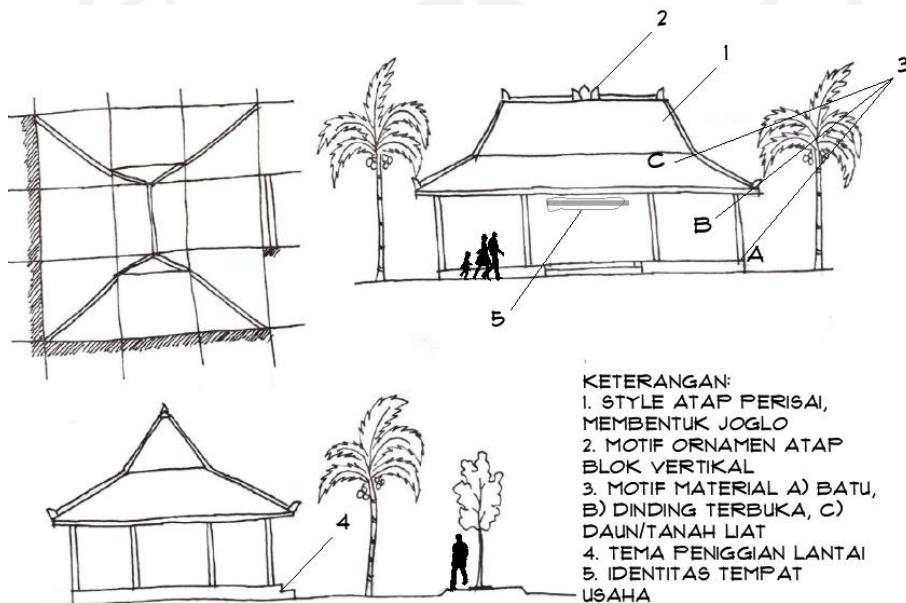 2
1
3
C
B
A
5
4
KETERANGAN:
1. STYLE ATAP PERISAI,
MEMBENTUK JOGLO
2. MOTIF ORNAMEN ATAP
BLOK VERTIKAL
3. MOTIF MATERIAL A) BATU,
B) DINDING TERBUKA, C)
DAUN/TANAH LIAT
4. TEMA PENIGGIAN LANTAI
5. IDENTITAS TEMPAT
USAHA